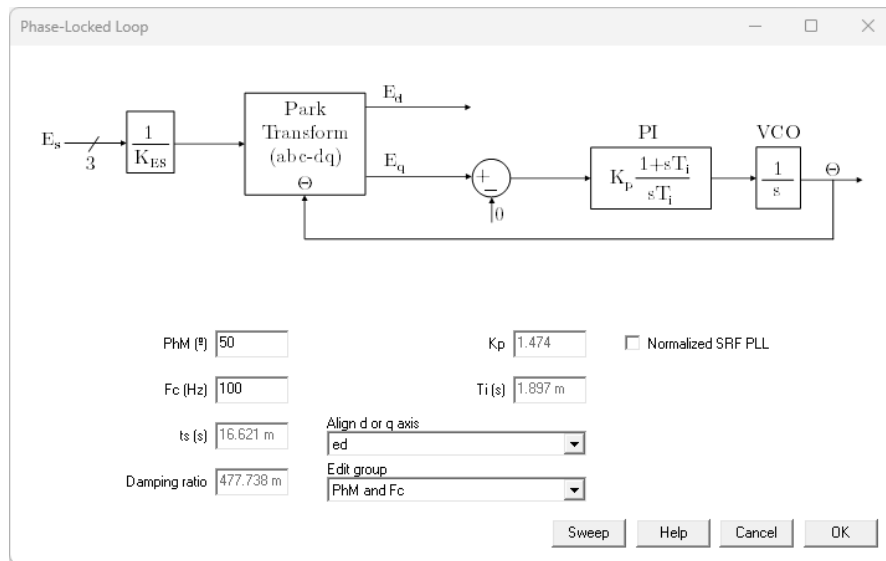 Phase-Locked Loop
E_s
3
1
K_ES
Park
Transform
(abc-dq)
Θ
E_d
E_q
+
−
0
PI
K_p 1+sT_i
sT_i
VCO
1
s
Θ
PhM (º) 50
Kp 1.474
Normalized SRF PLL
Fc (Hz) 100
Ti (s) 1.897 m
ts (s) 16.621 m
Align d or q axis
ed
Damping ratio 477.738 m
Edit group
PhM and Fc
Sweep Help Cancel OK